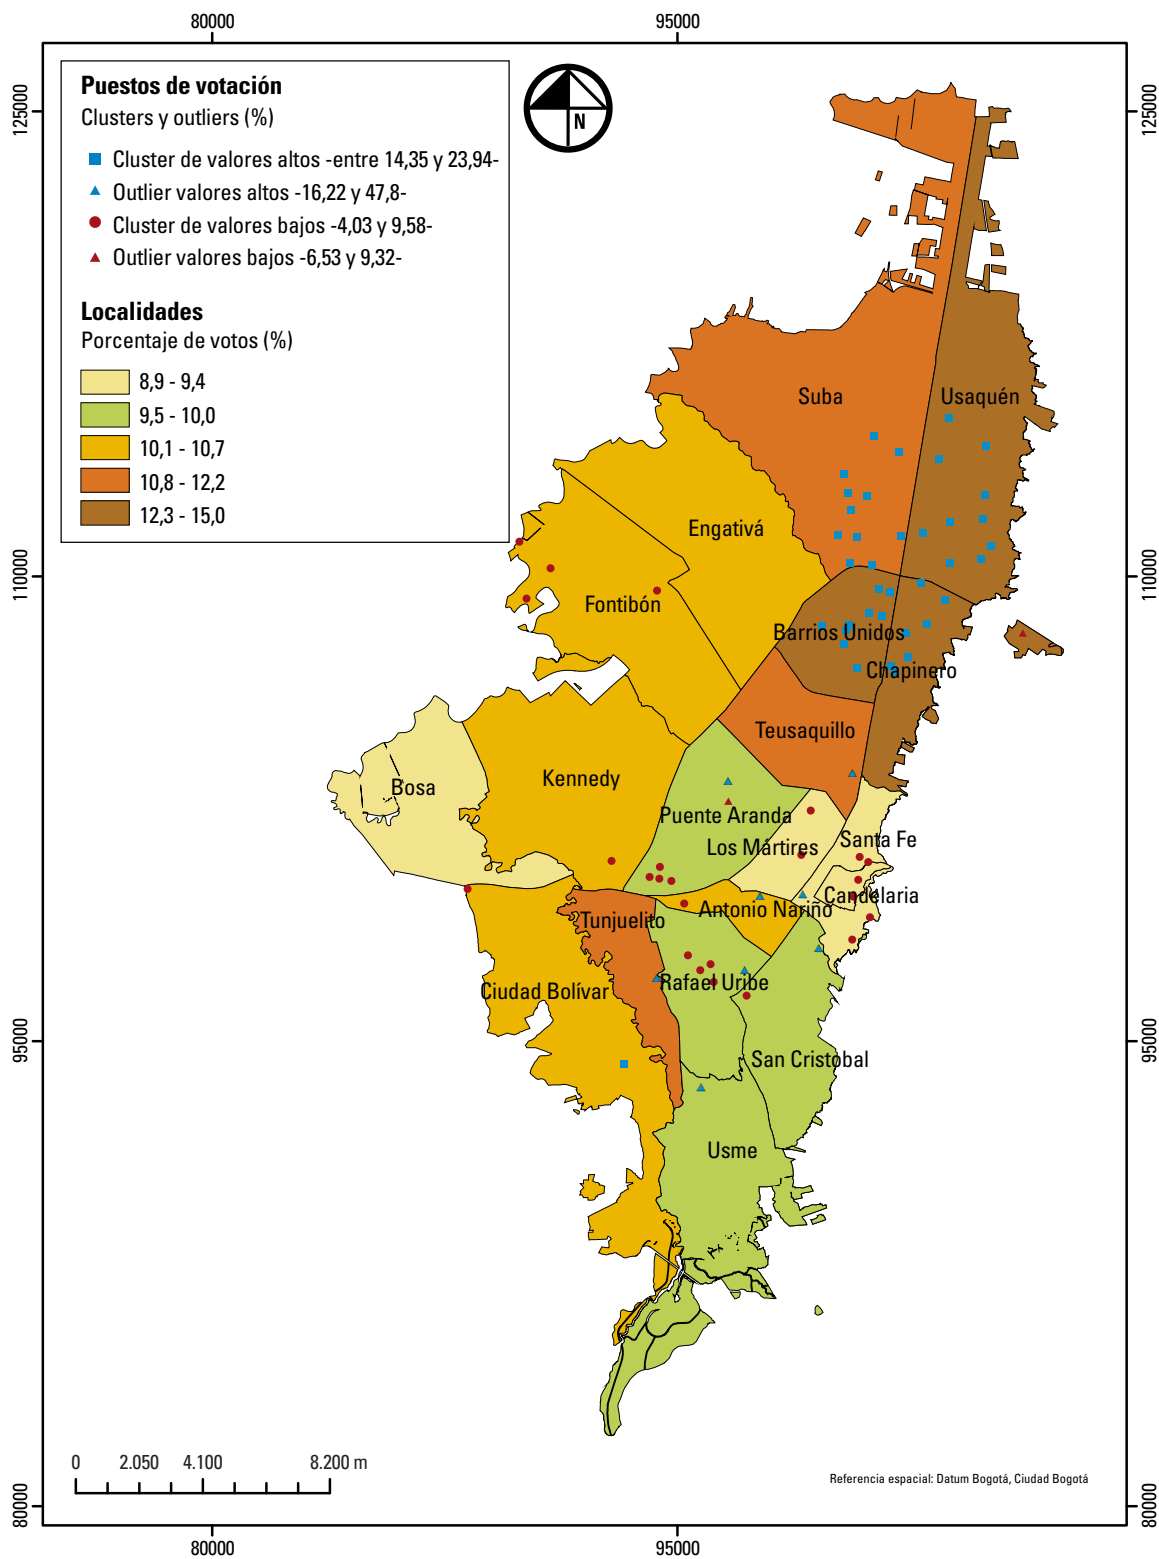 80000
95000
125000
125000
Puestos de votación
Clusters y outliers (%)
Cluster de valores altos -entre 14,35 y 23,94-
Outlier valores altos -16,22 y 47,8-
Cluster de valores bajos -4,03 y 9,58-
Outlier valores bajos -6,53 y 9,32-
N
Localidades
Porcentaje de votos (%)
8,9 - 9,4
9,5 - 10,0
10,1 - 10,7
10,8 - 12,2
12,3 - 15,0
Suba
Usaquén
Engativá
110000
110000
Fontibón
Barrios Unidos
Chapinero
Teusaquillo
Kennedy
Bosa
Puente Aranda
Los Mártires
Santa Fe
Candelaria
Antonio Nariño
Tunjuelito
Rafael Uribe
Ciudad Bolívar
95000
95000
San Cristóbal
Usme
0
2.050
4.100
8.200 m
Referencia espacial: Datum Bogotá, Ciudad Bogotá
80000
80000
80000
95000